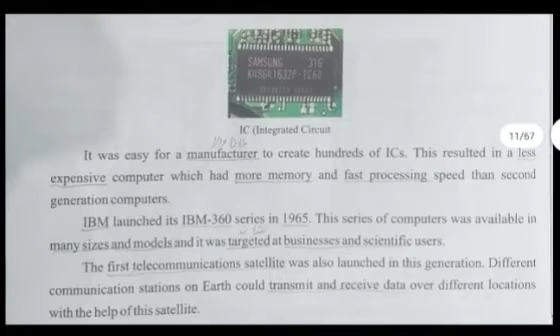 SAMSUNG 316
K4S641632F-TC60
IC (Integrated Circuit
11/67
It was easy for a manufacturer to create hundreds of ICs. This resulted in a less
expensive computer which had more memory and fast processing speed than second
generation computers.
IBM launched its IBM-360 series in 1965. This series of computers was available in
many sizes and models and it was targeted at businesses and scientific users.
The first telecommunications satellite was also launched in this generation. Different
communication stations on Earth could transmit and receive data over different locations
with the help of this satellite.